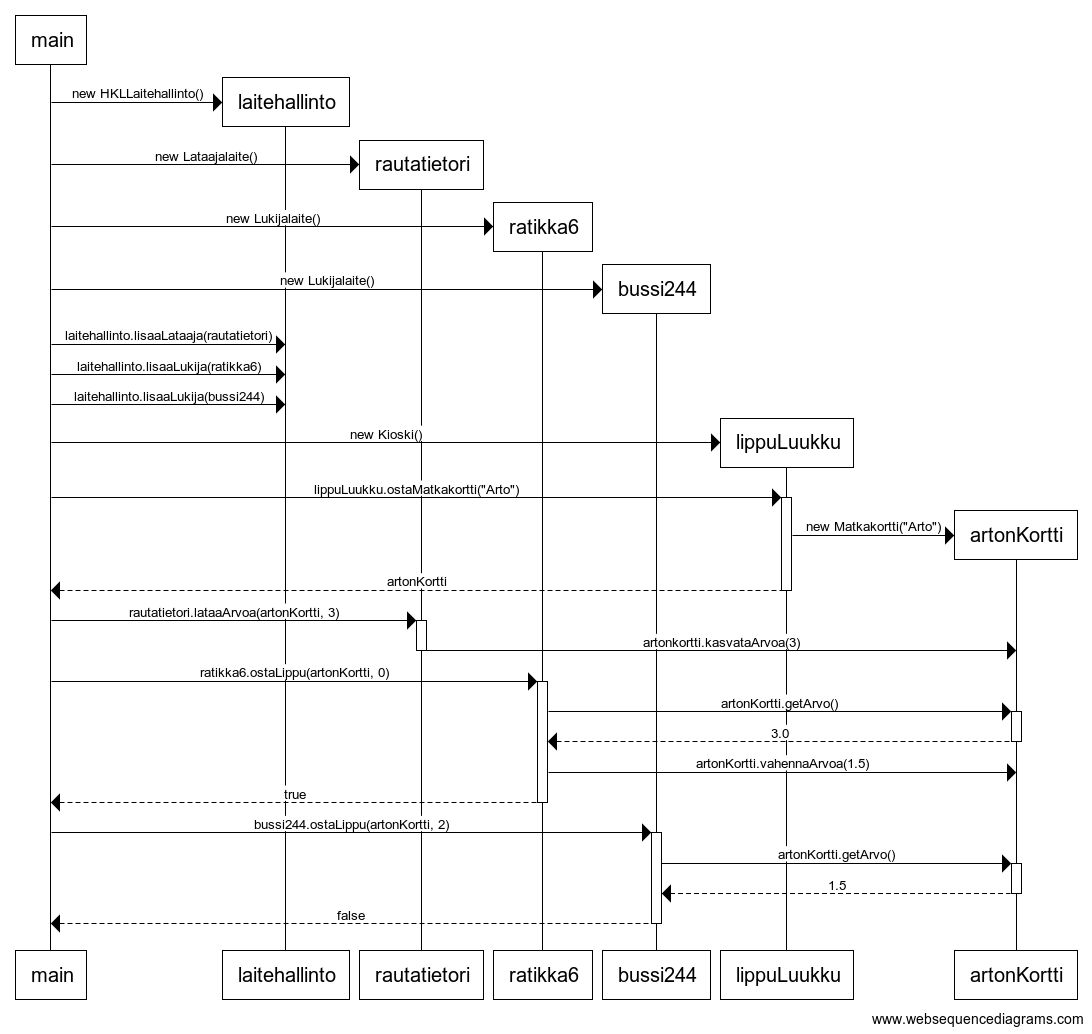 main
new HKLLaitehallinto()
laitehallinto
new Lataajalaite()
rautatietori
new Lukijalaite()
ratikka6
new Lukijalaite()
bussi244
laitehallinto.lisaaLataaja(rautatietori)
laitehallinto.lisaaLukija(ratikka6)
laitehallinto.lisaaLukija(bussi244)
new Kioski()
lippuLuukku
lippuLuukku.ostaMatkakortti("Arto")
new Matkakortti("Arto")
artonKortti
artonKortti
rautatietori.lataaArvoa(artonKortti, 3)
artonkortti.kasvataArvoa(3)
ratikka6.ostaLippu(artonKortti, 0)
artonKortti.getArvo()
3.0
artonKortti.vahennaArvoa(1.5)
true
bussi244.ostaLippu(artonKortti, 2)
artonKortti.getArvo()
1.5
false
main
laitehallinto
rautatietori
ratikka6
bussi244
lippuLuukku
artonKortti
www.websequencediagrams.com